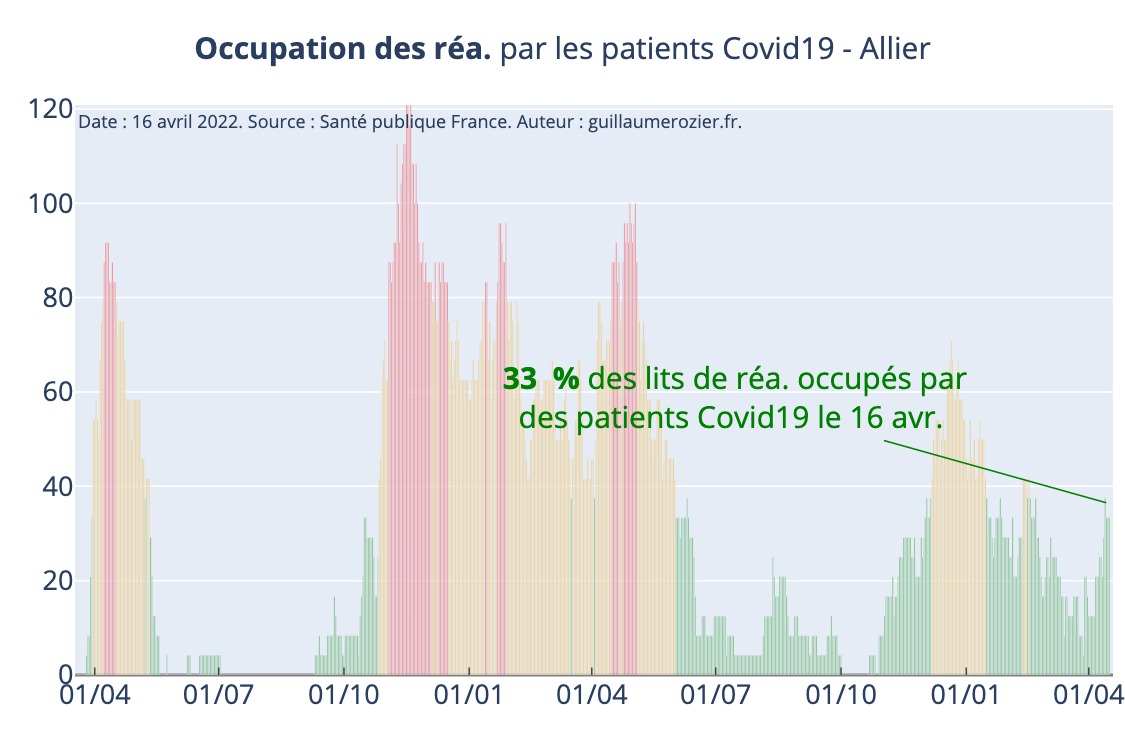 Occupation des réa. par les patients Covid19 - Allier
120
Date : 16 avril 2022. Source : Santé publique France. Auteur : guillaumerozier.fr.
100
80
33 % des lits de réa. occupés par
60
des patients Covid19 le 16 avr.
40
20
0
01/04 01/07 01/10 01/01 01/04 01/07 01/10 01/01 01/04